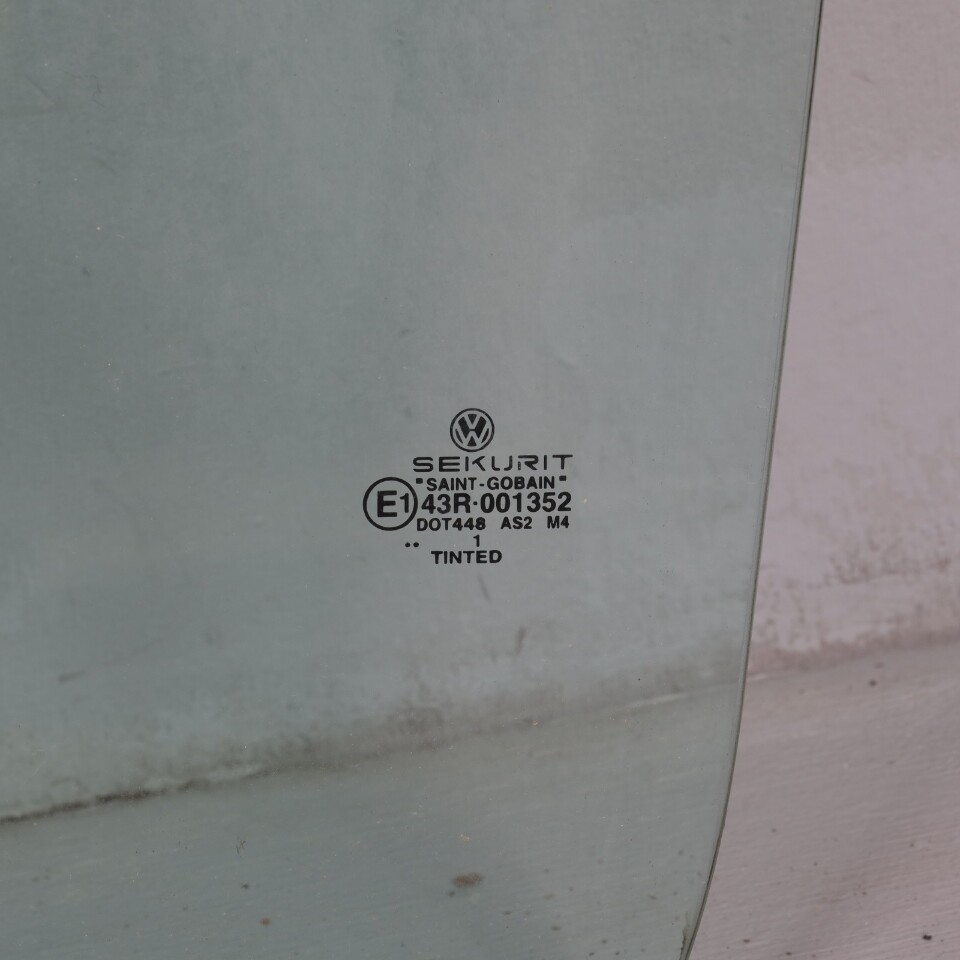 SEKURIT
"SAINT-GOBAIN"
E1 43R-001352
DOT448 AS2 M4
.. 1
TINTED